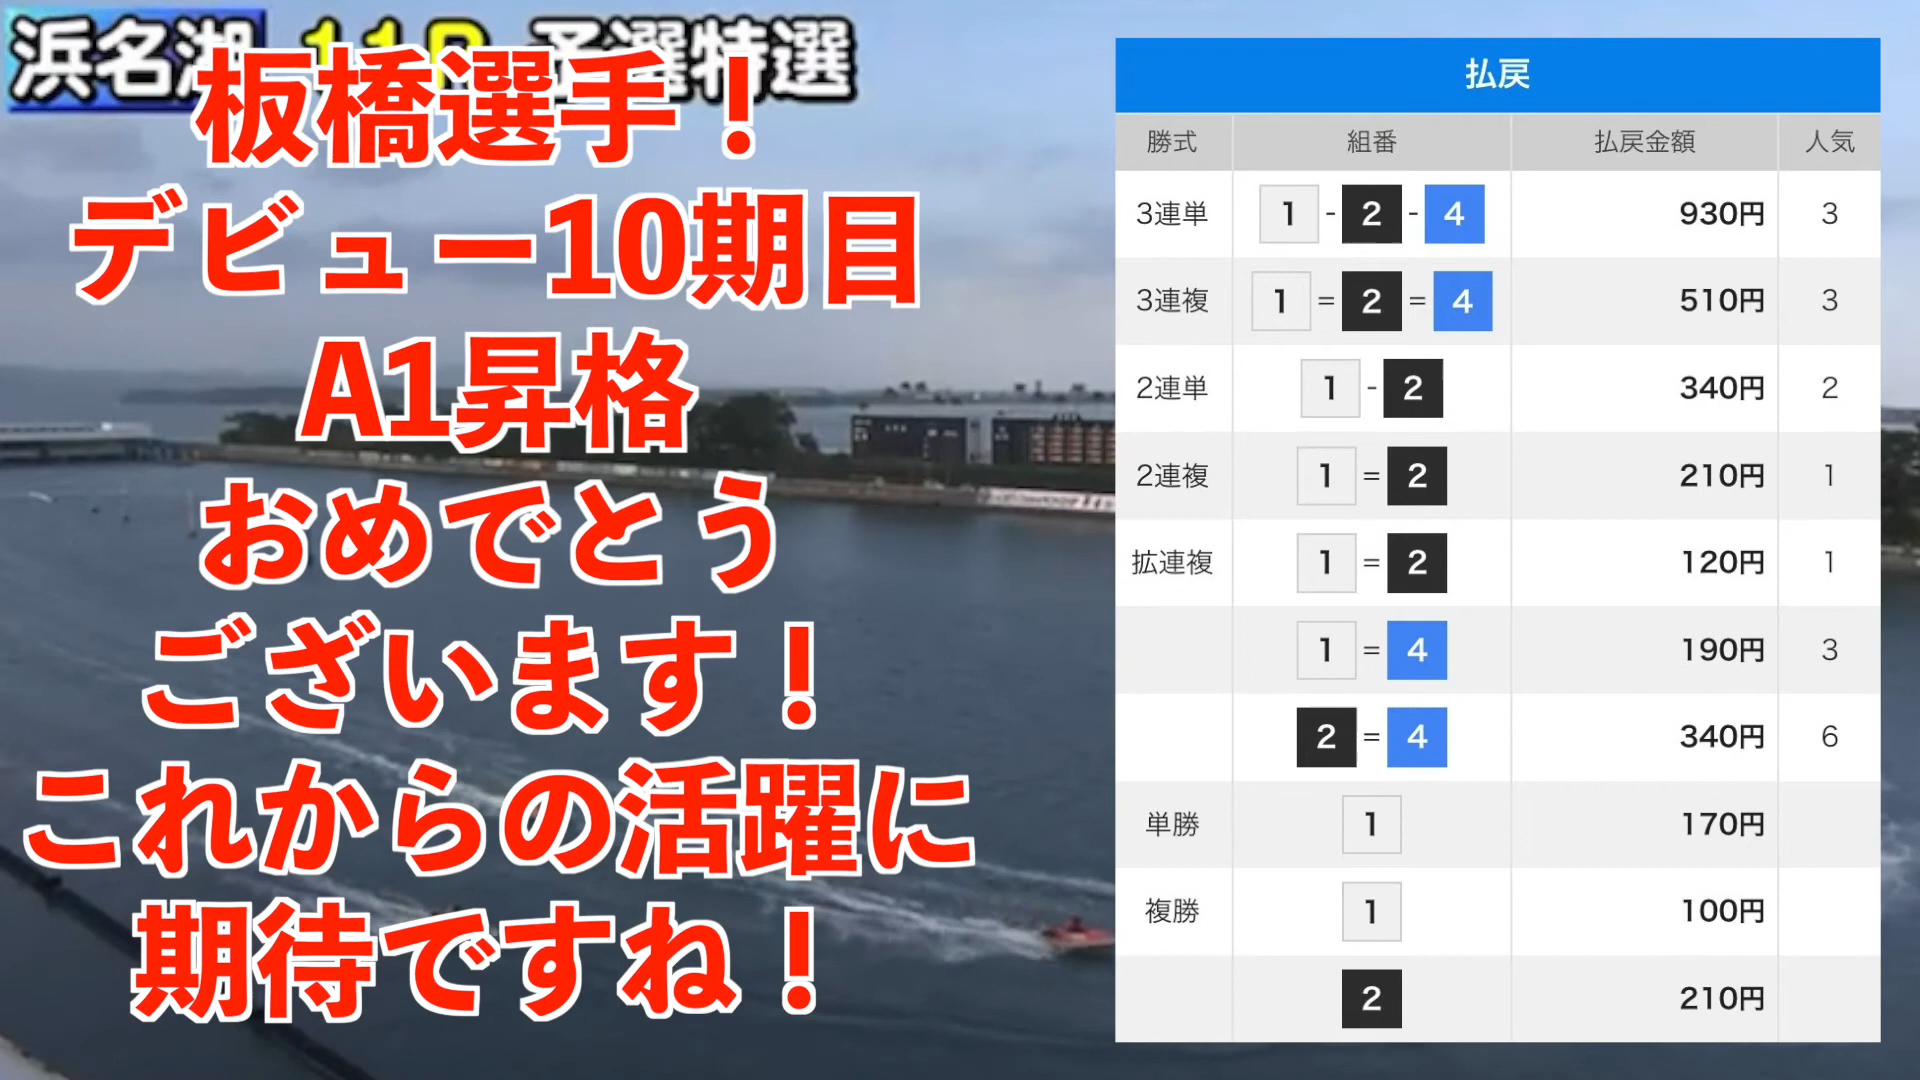 浜名湖 11R 予選特選
板橋選手！
デビュー10期目
A1昇格
おめでとう
ございます！
これからの活躍に
期待ですね！
払戻
勝式 組番 払戻金額 人気
3連単 1-2-4 930円 3
3連複 1=2=4 510円 3
2連単 1-2 340円 2
2連複 1=2 210円 1
拡連複 1=2 120円 1
1=4 190円 3
2=4 340円 6
単勝 1 170円
複勝 1 100円
2 210円